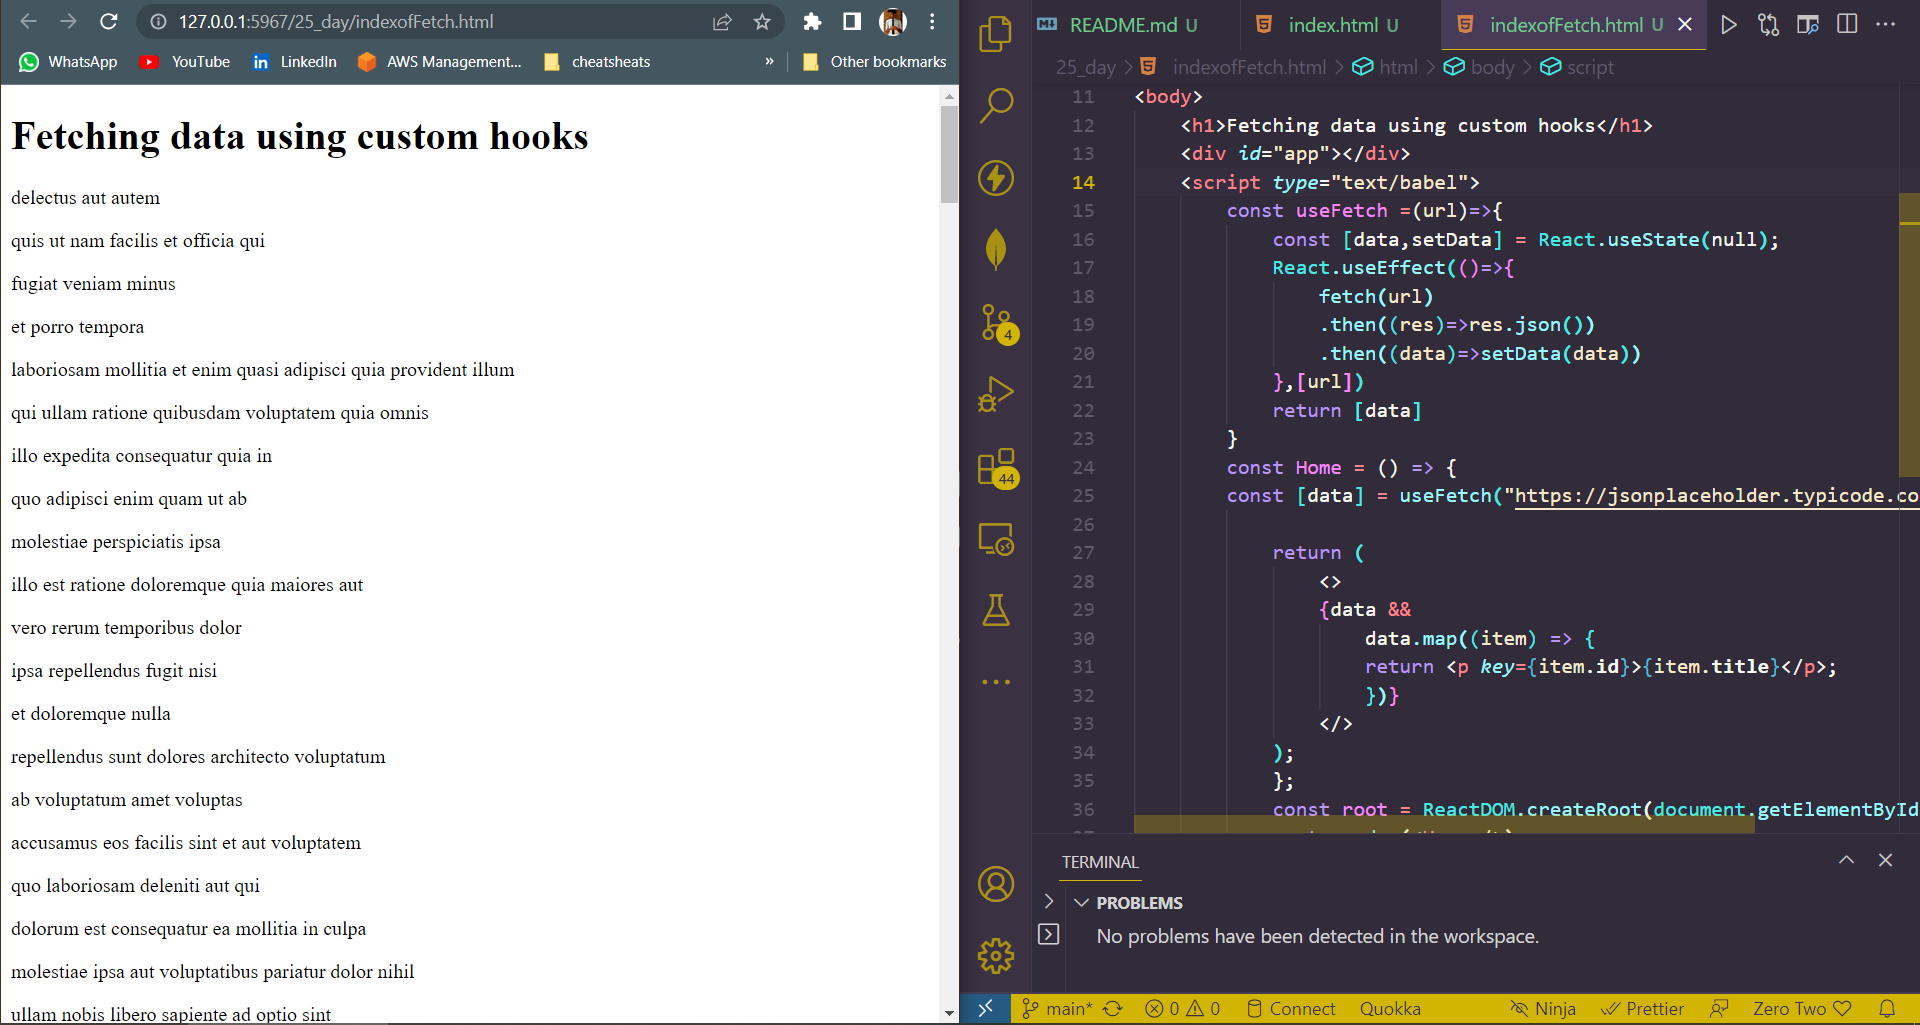 127.0.0.1:5967/25_day/indexofFetch.html
WhatsApp YouTube LinkedIn AWS Management... cheatsheets » Other bookmarks
Fetching data using custom hooks
delectus aut autem
quis ut nam facilis et officia qui
fugiat veniam minus
et porro tempora
laboriosam mollitia et enim quasi adipisci quia provident illum
qui ullam ratione quibusdam voluptatem quia omnis
illo expedita consequatur quia in
quo adipisci enim quam ut ab
molestiae perspiciatis ipsa
illo est ratione doloremque quia maiores aut
vero rerum temporibus dolor
ipsa repellendus fugit nisi
et doloremque nulla
repellendus sunt dolores architecto voluptatum
ab voluptatum amet voluptas
accusamus eos facilis sint et aut voluptatem
quo laboriosam deleniti aut qui
dolorum est consequatur ea mollitia in culpa
molestiae ipsa aut voluptatibus pariatur dolor nihil
ullam nobis libero sapiente ad optio sint
README.md U index.html U indexofFetch.html U
25_day > indexofFetch.html > html > body > script
11 <body>
12 <h1>Fetching data using custom hooks</h1>
13 <div id="app"></div>
14 <script type="text/babel">
15 const useFetch =(url)=>{
16 const [data,setData] = React.useState(null);
17 React.useEffect(()=>{
18 fetch(url)
19 .then((res)=>res.json())
20 .then((data)=>setData(data))
21 },[url])
22 return [data]
23 }
24 const Home = () => {
25 const [data] = useFetch("https://jsonplaceholder.typicode.co
26
27 return (
28 <>
29 {data &&
30 data.map((item) => {
31 return <p key={item.id}>{item.title}</p>;
32 })}
33 </>
34 );
35 };
36 const root = ReactDOM.createRoot(document.getElementById
4
44
TERMINAL
PROBLEMS
No problems have been detected in the workspace.
main* 0 0 Connect Quokka Ninja Prettier Zero Two